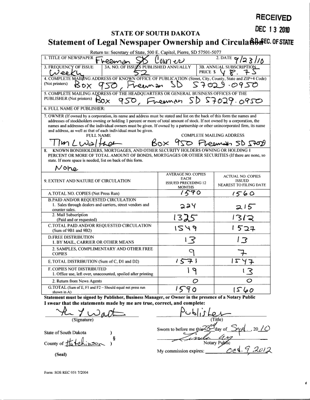 RECEIVED
DEC 13 2010
S.D. SEC. OF STATE
STATE OF SOUTH DAKOTA
Statement of Legal Newspaper Ownership and Circulation
Return to: Secretary of State, 500 E. Capitol, Pierre, SD 57501-5077
1. TITLE OF NEWSPAPER Freeman SD Courier
2. DATE 9/23/10
3. FREQUENCY OF ISSUE Weekly
3A. NO. OF ISSUES PUBLISHED ANNUALLY 52
3B. ANNUAL SUBSCRIPTION PRICE $ 48.73
4. COMPLETE MAILING ADDRESS OF KNOWN OFFICE OF PUBLICATION (Street, City, County, State and ZIP+4 Code)
(Not printers) Box 950, Freeman SD 57029-0950
5. COMPLETE MAILING ADDRESS OF THE HEADQUARTERS OF GENERAL BUSINESS OFFICES OF THE
PUBLISHER (Not printer) Box 950, Freeman SD 57029-0950
6. FULL NAME OF PUBLISHER:
7. OWNER (If owned by a corporation, its name and address must be stated and list on the back of this form the names and
addresses of stockholders owning or holding 1 percent or more of total amount of stock. If not owned by a corporation, the
names and addresses of the individual owners must be given. If owned by a partnership or other unincorporated firm, its name
and address, as well as that of each individual must be given.
FULL NAME
COMPLETE MAILING ADDRESS
Tim L Waltner Box 950 Freeman SD 57029
8. KNOWN BONDHOLDERS, MORTGAGEES, AND OTHER SECURITY HOLDERS OWNING OR HOLDING 1
PERCENT OR MORE OF TOTAL AMOUNT OF BONDS, MORTGAGES OR OTHER SECURITIES (If there are none, so
state. If more space is needed, list on back of this form.
None
9. EXTENT AND NATURE OF CIRCULATION
AVERAGE NO. COPIES EACH ISSUED PRECEDING 12 MONTHS
ACTUAL NO. COPIES ISSUED NEAREST TO FILING DATE
A. TOTAL NO. COPIES (Net Press Run) 1590 1560
B. PAID AND/OR REQUESTED CIRCULATION
1. Sales through dealers and carriers, street vendors and
counter sales. 224 215
2. Mail Subscription
(Paid and or requested) 1325 1312
C. TOTAL PAID AND/OR REQUESTED CIRCULATION
(Sum of 9B1 and 9B2) 1549 1527
D. FREE DISTRIBUTION
1. BY MAIL, CARRIER OR OTHER MEANS 13 13
2. SAMPLES, COMPLIMENTARY AND OTHER FREE
COPIES 9 7
E. TOTAL DISTRIBUTION (Sum of C, D1 and D2) 1571 1547
F. COPIES NOT DISTRIBUTED
1. Office use, left over, unaccounted, spoiled after printing 19 13
2. Return from News Agents 0 0
G. TOTAL (Sum of E, F1 and F2 - Should equal net press run
shown in A) 1590 1560
Statement must be signed by Publisher, Business Manager, or Owner in the presence of a Notary Public
I swear that the statements made by me are true, correct, and complete:
Publisher
(Signature) (Title)
State of South Dakota )
Sworn to before me this day of Sept., 2010
County of Hutchinson ) §
Notary Public
(Seal)
My commission expires: Oct 9, 2012
Form: SOS REC 051 7/2004